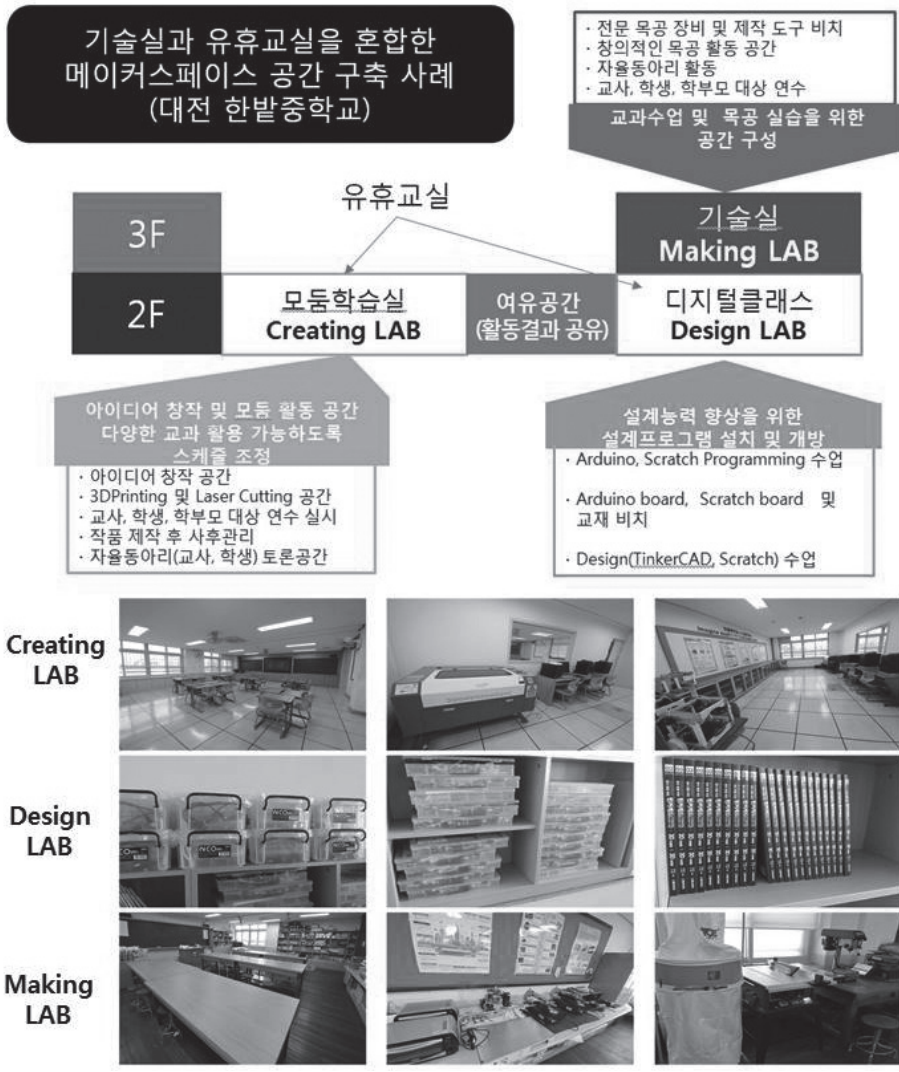 기술실과 유휴교실을 혼합한
메이커스페이스 공간 구축 사례
(대전 한밭중학교)
· 전문 목공 장비 및 제작 도구 비치
· 창의적인 목공 활동 공간
· 자율동아리 활동
· 교사, 학생, 학부모 대상 연수
교과수업 및 목공 실습을 위한
공간 구성
유휴교실
3F
기술실
Making LAB
2F
모둠학습실
Creating LAB
여유공간
(활동결과 공유)
디지털클래스
Design LAB
아이디어 창작 및 모둠 활동 공간
다양한 교과 활용 가능하도록
스케줄 조정
· 아이디어 창작 공간
· 3DPrinting 및 Laser Cutting 공간
· 교사, 학생, 학부모 대상 연수 실시
· 작품 제작 후 사후관리
· 자율동아리(교사, 학생) 토론공간
설계능력 향상을 위한
설계프로그램 설치 및 개방
· Arduino, Scratch Programming 수업
· Arduino board, Scratch board 및
교재 비치
· Design(TinkerCAD, Scratch) 수업
Creating
LAB
Design
LAB
Making
LAB